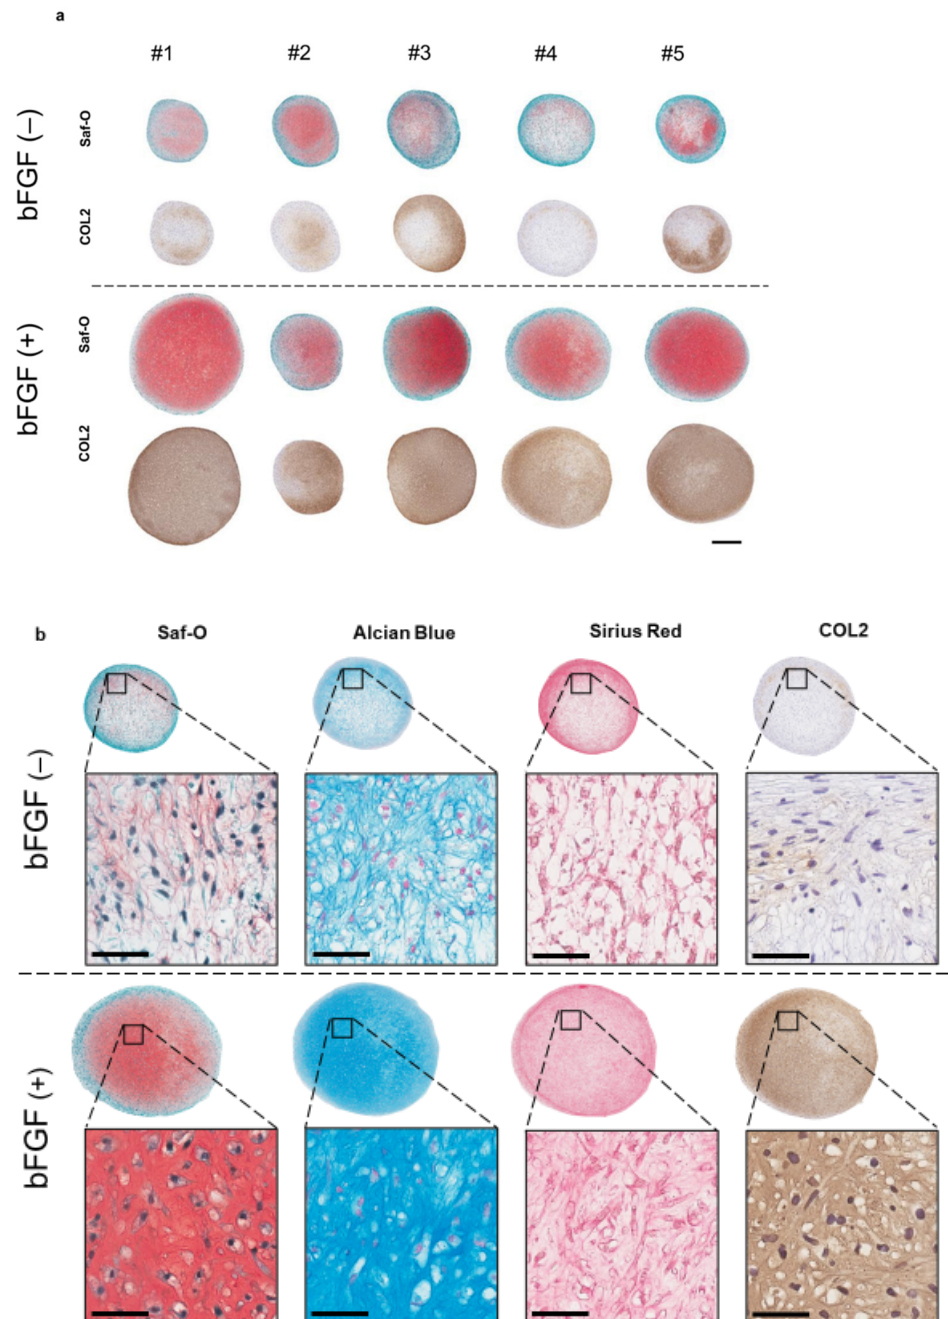 a
#1 #2 #3 #4 #5
bFGF (–)
Saf-O
COL2
bFGF (+)
Saf-O
COL2
b
Saf-O Alcian Blue Sirius Red COL2
bFGF (–)
bFGF (+)